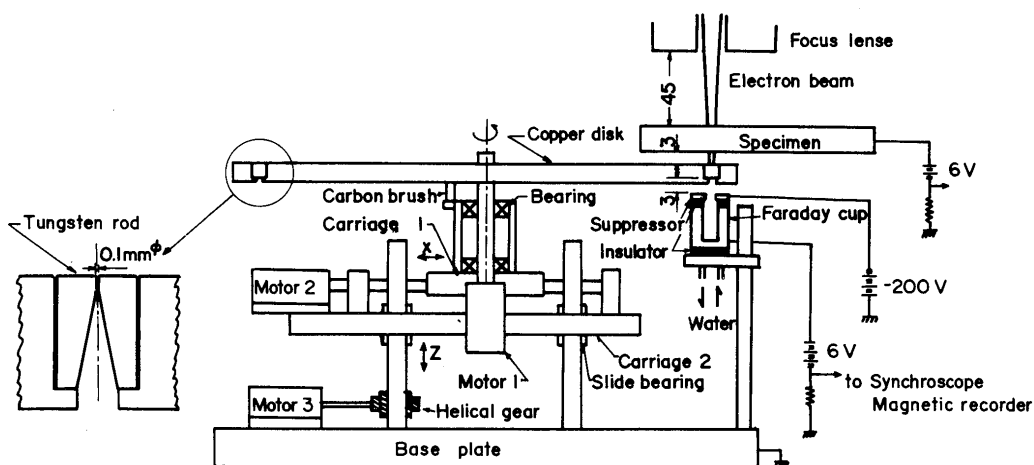 Focus lense
Electron beam
45
Copper disk
3
Specimen
6V
Carbon brush
Bearing
3
Suppressor
Faraday cup
Insulator
Tungsten rod
0.1mmφ
Carriage 1
X
Motor 2
-200 V
Water
Z
Motor 1
Carriage 2
Slide bearing
6V
to Synchroscope
Magnetic recorder
Motor 3
Helical gear
Base plate